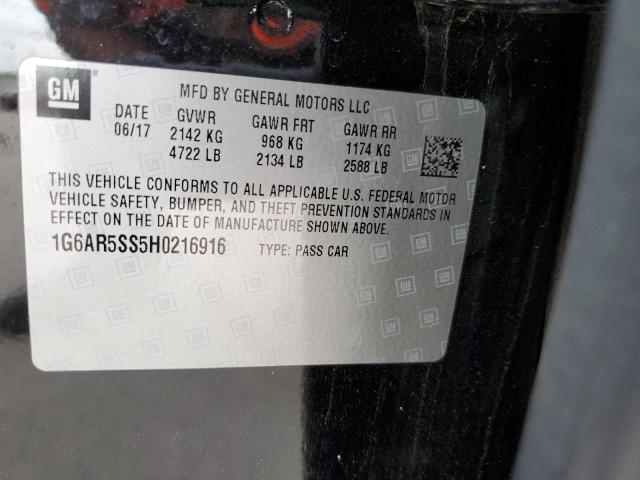 GM
MFD BY GENERAL MOTORS LLC
DATE GVWR GAWR FRT GAWR RR
06/17 2142 KG 968 KG 1174 KG
4722 LB 2134 LB 2588 LB
THIS VEHICLE CONFORMS TO ALL APPLICABLE U.S. FEDERAL MOTOR
VEHICLE SAFETY, BUMPER, AND THEFT PREVENTION STANDARDS IN
EFFECT ON THE DATE OF MANUFACTURE SHOWN ABOVE.
1G6AR5SS5H0216916 TYPE: PASS CAR